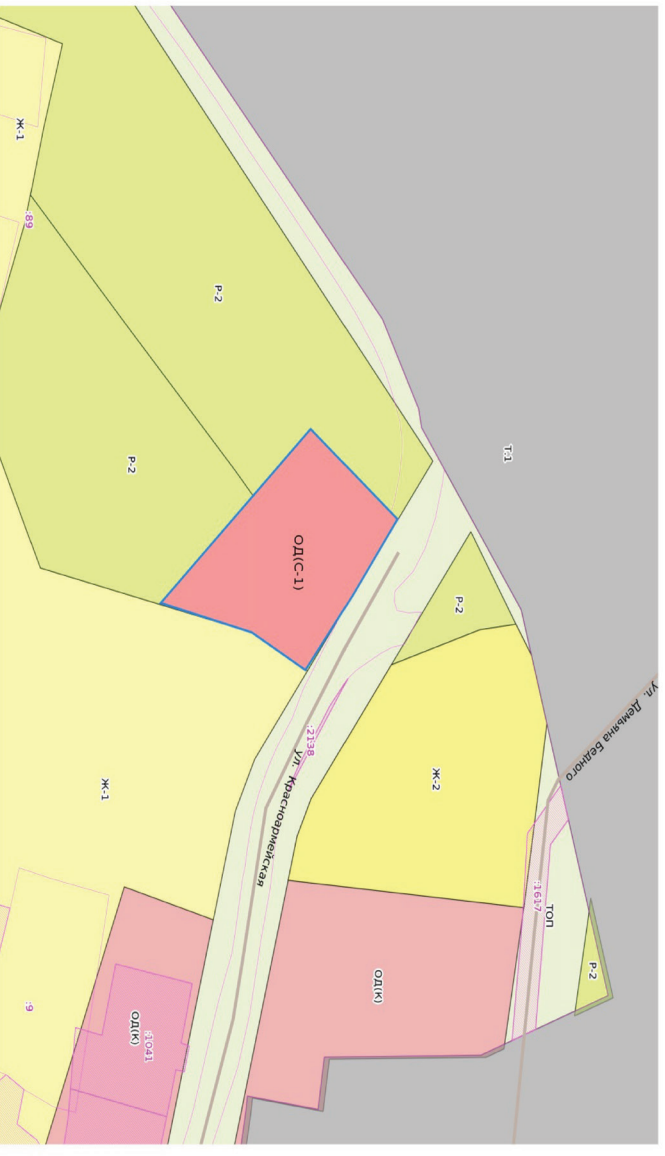 Ж-1
:89
Р-2
Р-2
Т-1
ОД(С-1)
Р-2
ул. Демьяна Бедного
:2138
ул. Красноармейская
Ж-2
Ж-1
:1617
ТОП
Р-2
ОД(К)
:1041
ОД(К)
:9